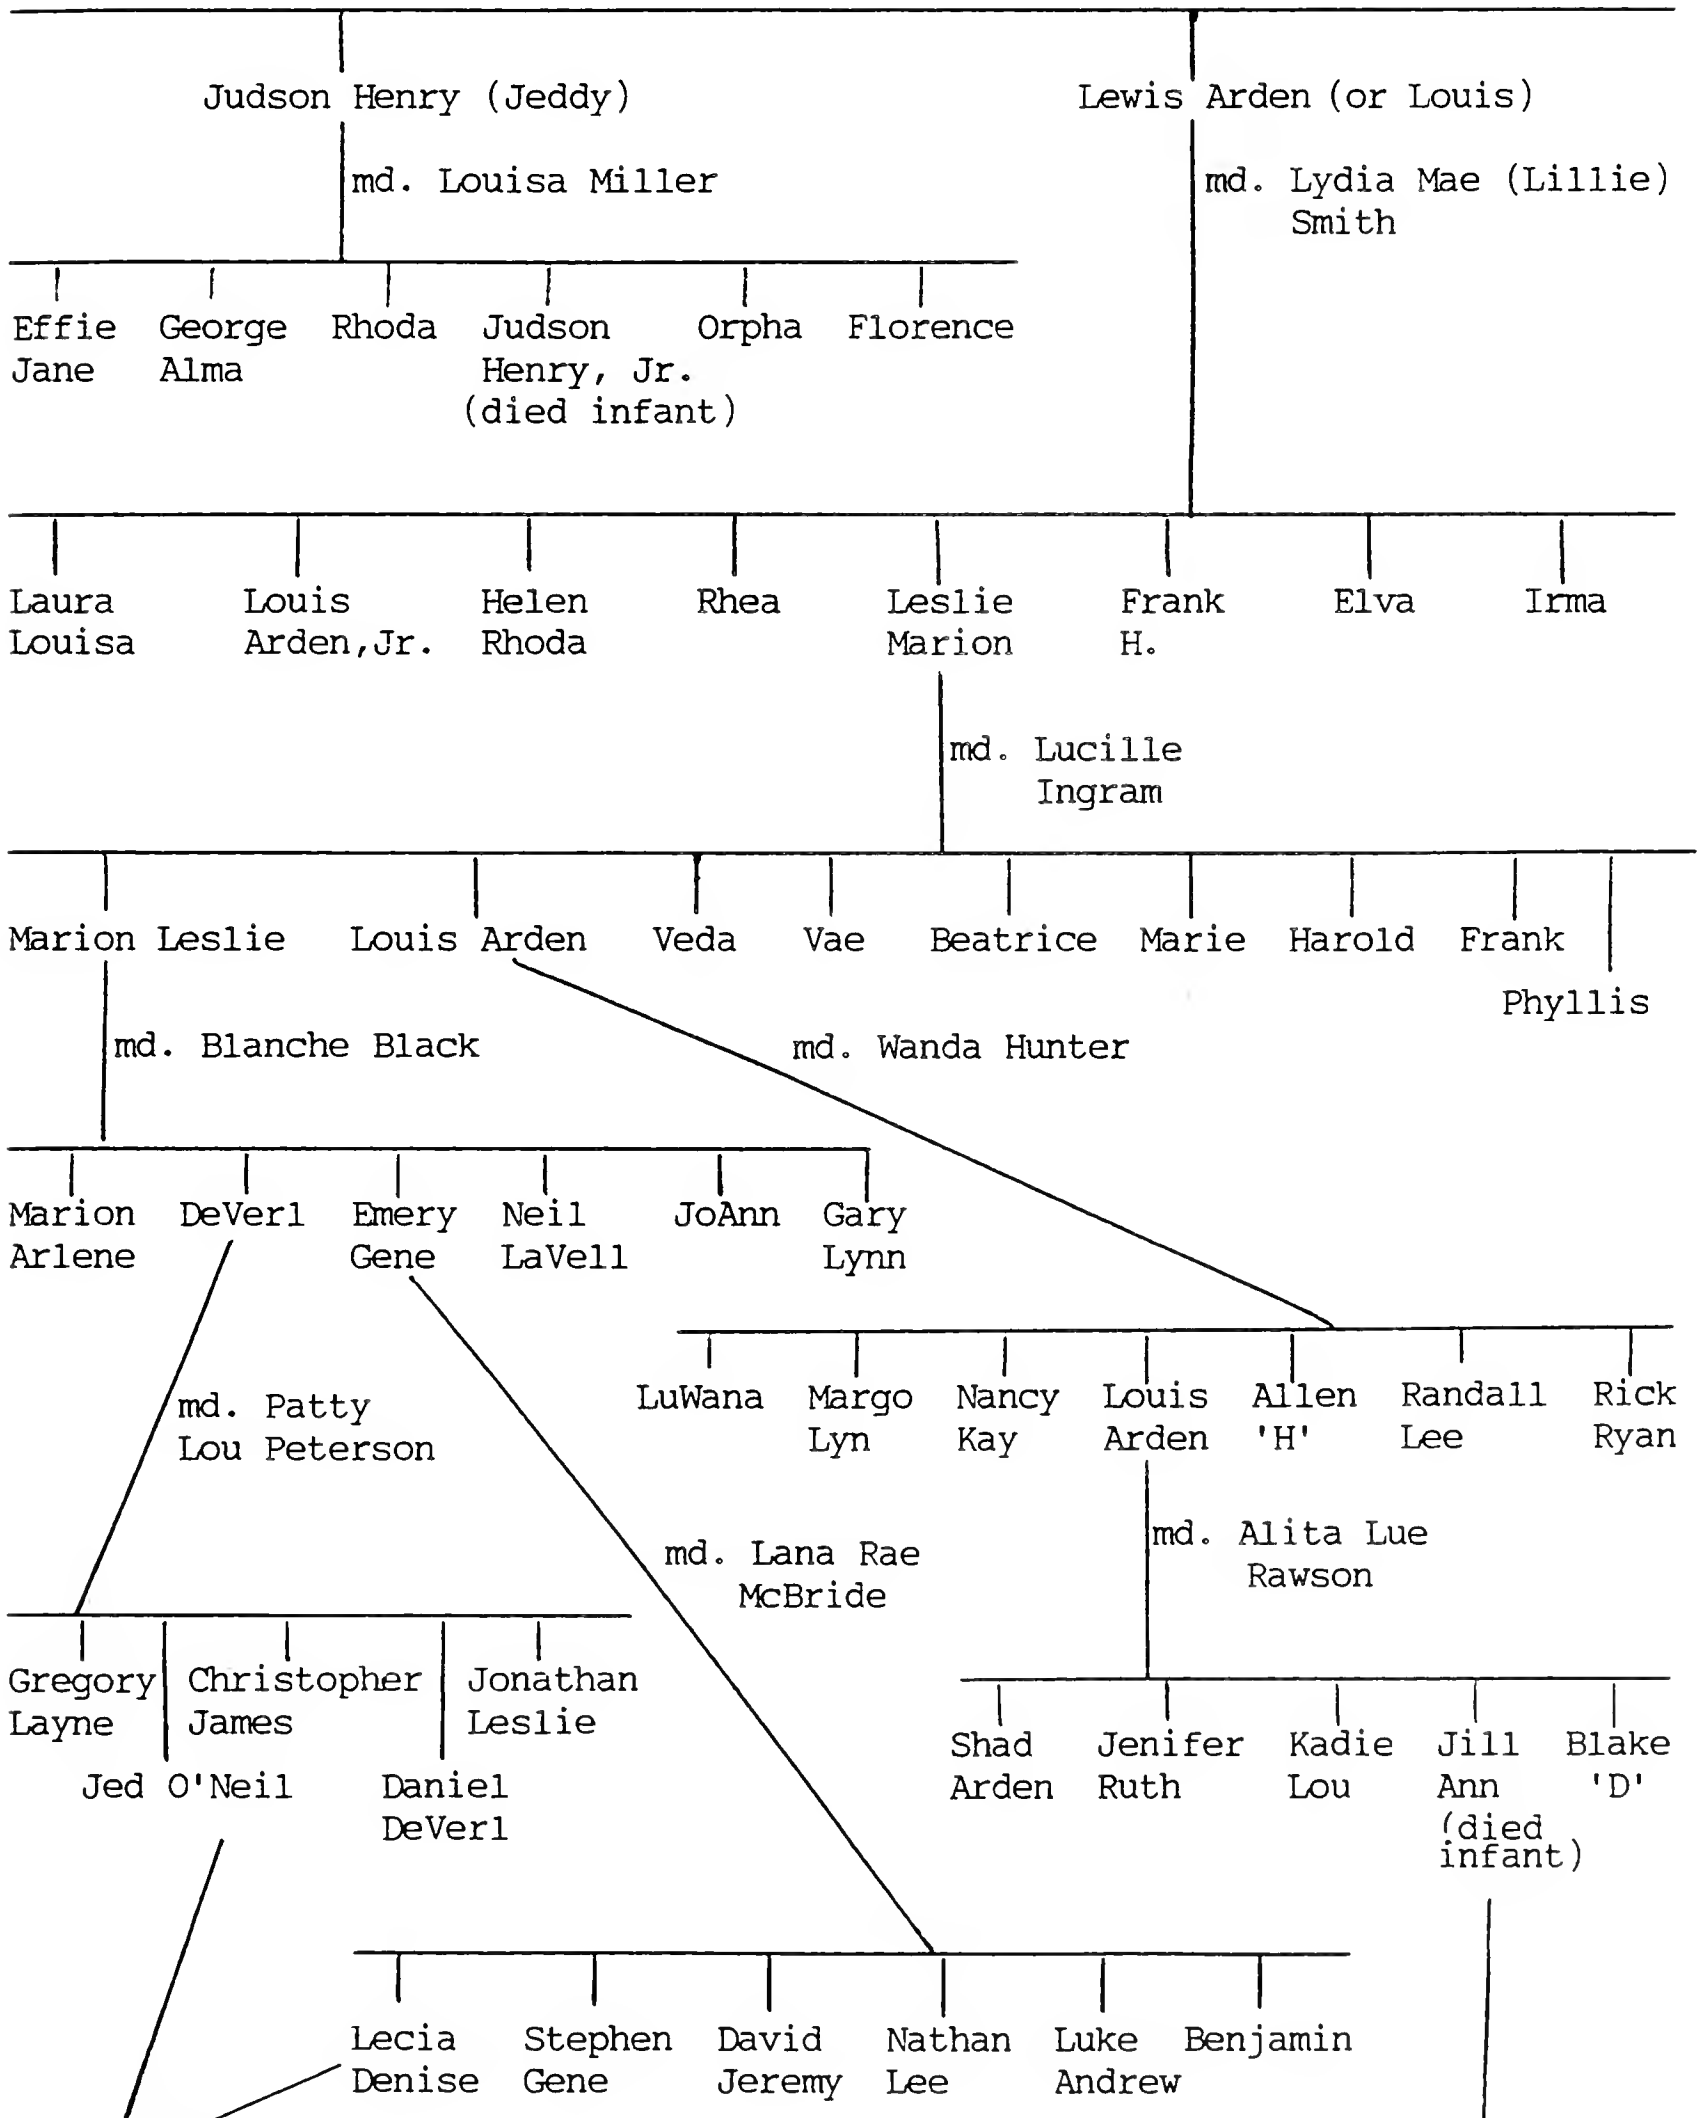 Judson Henry (Jeddy) Lewis Arden (or Louis)
md. Louisa Miller md. Lydia Mae (Lillie)
Smith
Effie George Rhoda Judson Orpha Florence
Jane Alma Henry, Jr.
(died infant)
Laura Louis Helen Rhea Leslie Frank Elva Irma
Louisa Arden,Jr. Rhoda Marion H.
md. Lucille
Ingram
Marion Leslie Louis Arden Veda Vae Beatrice Marie Harold Frank
Phyllis
md. Blanche Black md. Wanda Hunter
Marion DeVerl Emery Neil JoAnn Gary
Arlene Gene LaVell Lynn
LuWana Margo Nancy Louis Allen Randall Rick
Lyn Kay Arden 'H' Lee Ryan
md. Patty
Lou Peterson
md. Alita Lue
Rawson
md. Lana Rae
McBride
Gregory Christopher Jonathan
Layne James Leslie
Jed O'Neil Daniel
DeVerl
Shad Jenifer Kadie Jill Blake
Arden Ruth Lou Ann 'D'
(died
infant)
Lecia Stephen David Nathan Luke Benjamin
Denise Gene Jeremy Lee Andrew